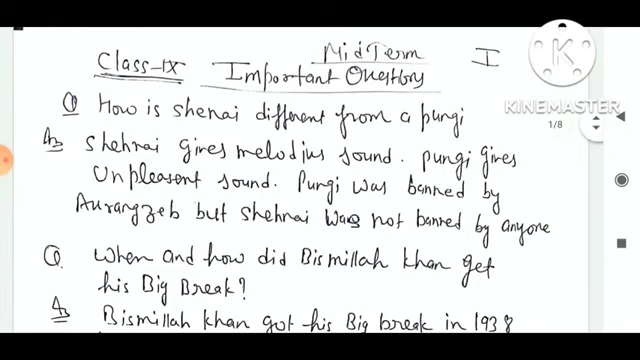 Mid Term I
Class-IX Important Questions
KINEMASTER
1/8
Q How is shenai different from a pungi
Ans Shehnai gives melodius sound. Pungi gives
Unpleasent sound. Pungi was banned by
Aurangzeb but shehnai was not banned by anyone
Q. When and how did Bismillah khan get
his Big Break?
Ans Bismillah khan got his Big break in 1938